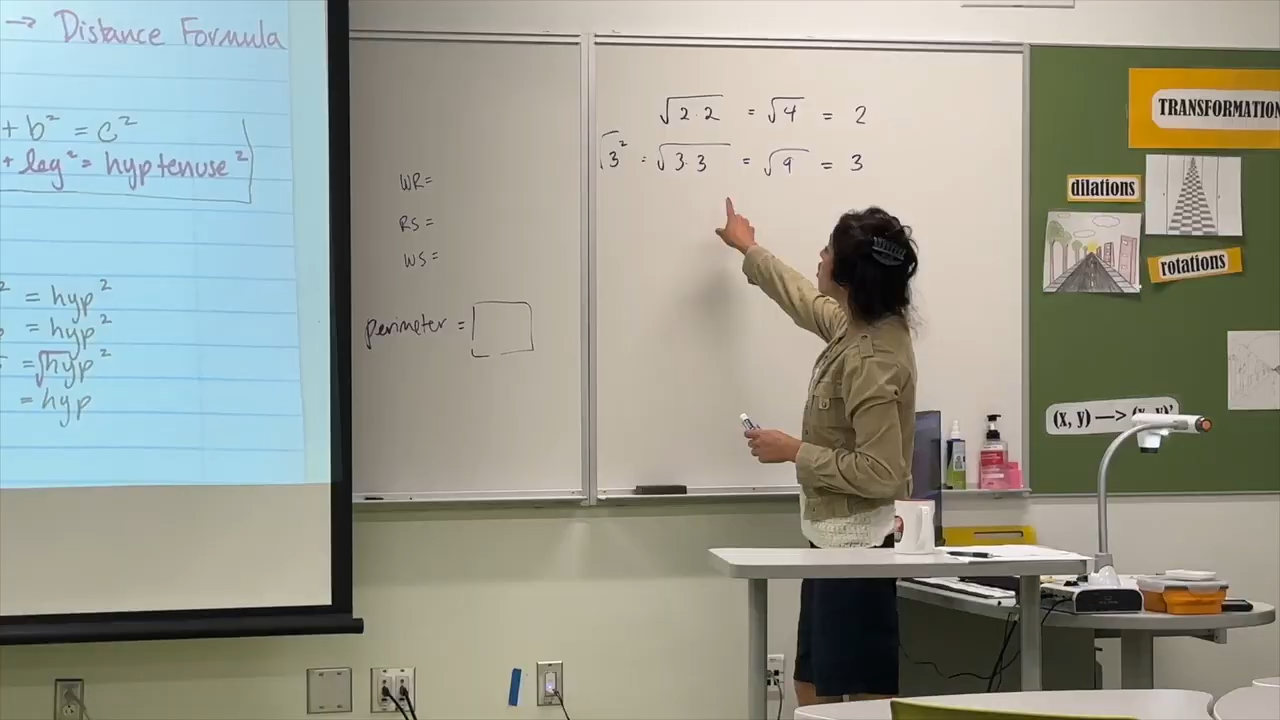 → Distance Formula
+ b² = c²
+ leg² = hyptenuse²
² = hyp²
= hyp²
= √hyp²
= hyp
WR=
RS=
WS=
perimeter =
√2·2 = √4 = 2
√3² = √3·3 = √9 = 3
TRANSFORMATION
dilations
rotations
(x, y) —> (x, y)'